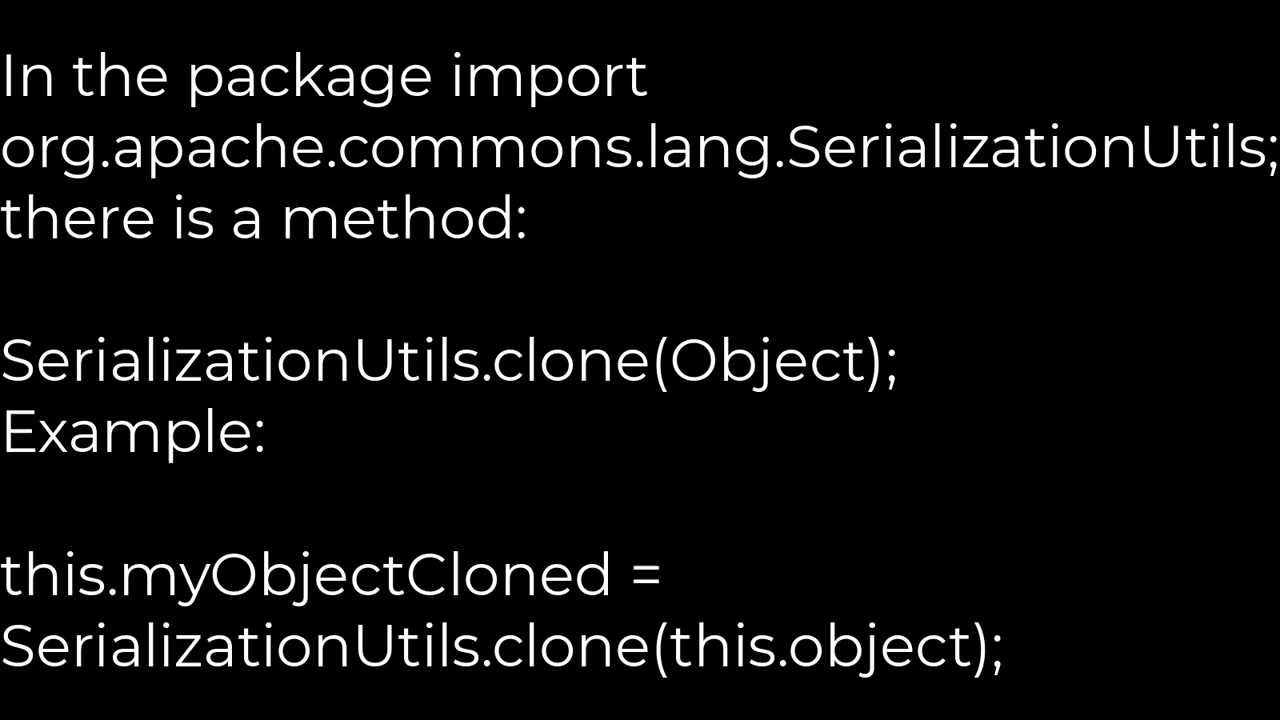 In the package import
org.apache.commons.lang.SerializationUtils;
there is a method:
SerializationUtils.clone(Object);
Example:
this.myObjectCloned =
SerializationUtils.clone(this.object);